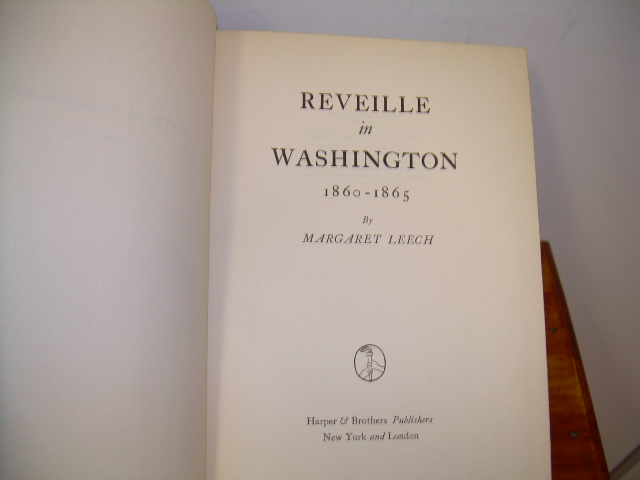 REVEILLE
in
WASHINGTON
1860-1865
By
MARGARET LEECH
Harper & Brothers Publishers
New York and London